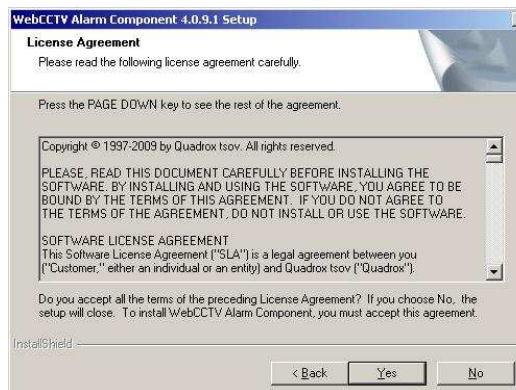 WebCCTV Alarm Component 4.0.9.1 Setup
License Agreement
Please read the following license agreement carefully.
Press the PAGE DOWN key to see the rest of the agreement.
Copyright © 1997-2009 by Quadrox tsov. All rights reserved.
PLEASE, READ THIS DOCUMENT CAREFULLY BEFORE INSTALLING THE
SOFTWARE. BY INSTALLING AND USING THE SOFTWARE, YOU AGREE TO BE
BOUND BY THE TERMS OF THIS AGREEMENT. IF YOU DO NOT AGREE TO
THE TERMS OF THE AGREEMENT, DO NOT INSTALL OR USE THE SOFTWARE.
SOFTWARE LICENSE AGREEMENT
This Software License Agreement ("SLA") is a legal agreement between you
("Customer," either an individual or an entity) and Quadrox tsov ("Quadrox").
Do you accept all the terms of the preceding License Agreement? If you choose No, the
setup will close. To install WebCCTV Alarm Component, you must accept this agreement.
InstallShield
< Back Yes No